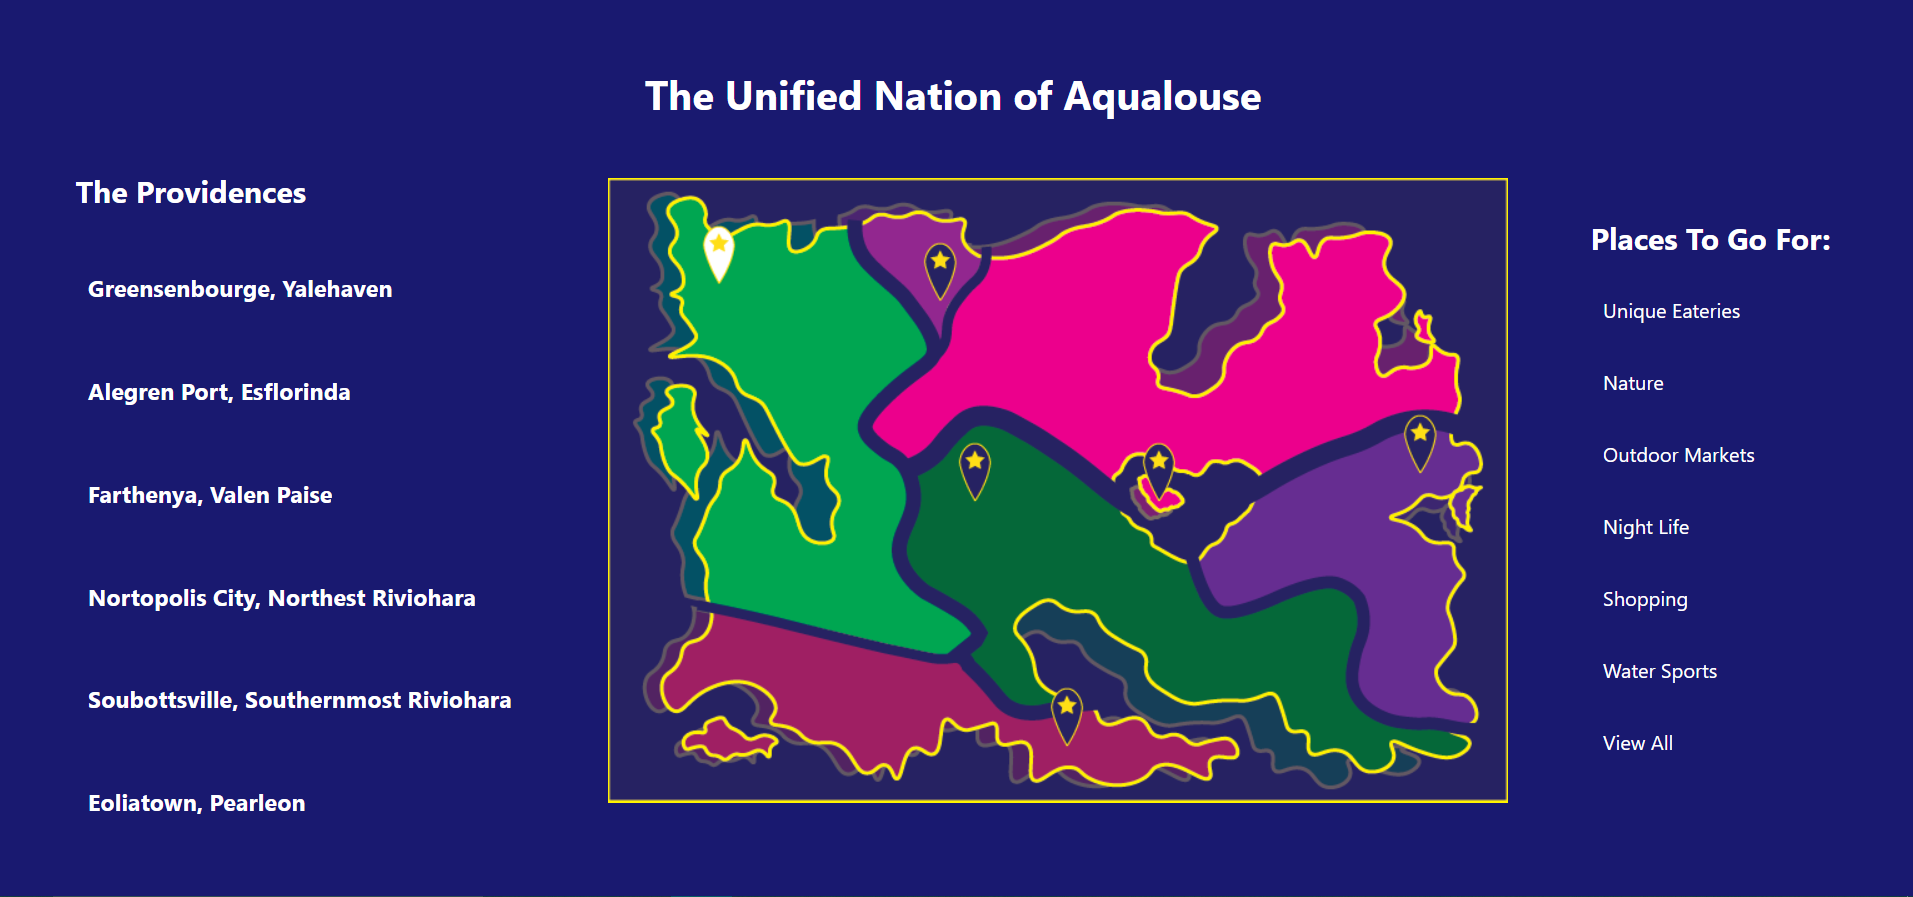 The Unified Nation of Aqualouse
The Providences
Greensenbourge, Yalehaven
Alegren Port, Esflorinda
Farthenya, Valen Paise
Nortopolis City, Northest Riviohara
Soubottsville, Southernmost Riviohara
Eoliatown, Pearleon
Places To Go For:
Unique Eateries
Nature
Outdoor Markets
Night Life
Shopping
Water Sports
View All